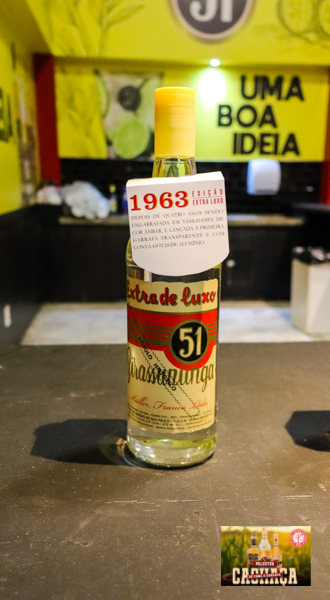 51
UMA
BOA
IDEIA
1963 EDIÇÃO
EXTRA LUXO
DEPOIS DE QUATRO ANOS SENDO
ENGARRAFADA EM VASILHAMES DE
COR ÂMBAR, É LANÇADA A PRIMEIRA
GARRAFA TRANSPARENTE E COM
CONTA-GOTAS DE ALUMÍNIO.
Extra de luxo
51
Pirassununga
Müller, Franco
PALESTRA
CACHAÇA